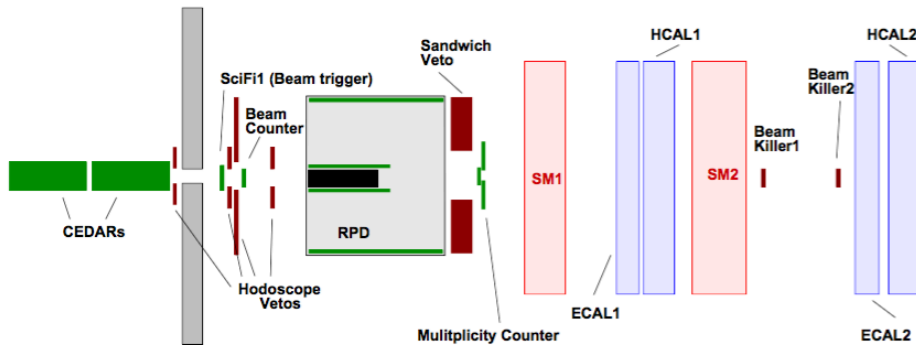 HCAL1
HCAL2
Sandwich
Veto
SciFi1 (Beam trigger)
Beam
Killer2
Beam
Counter
Beam
Killer1
SM1
SM2
CEDARs
RPD
Hodoscope
Vetos
ECAL1
Mulitplicity Counter
ECAL2